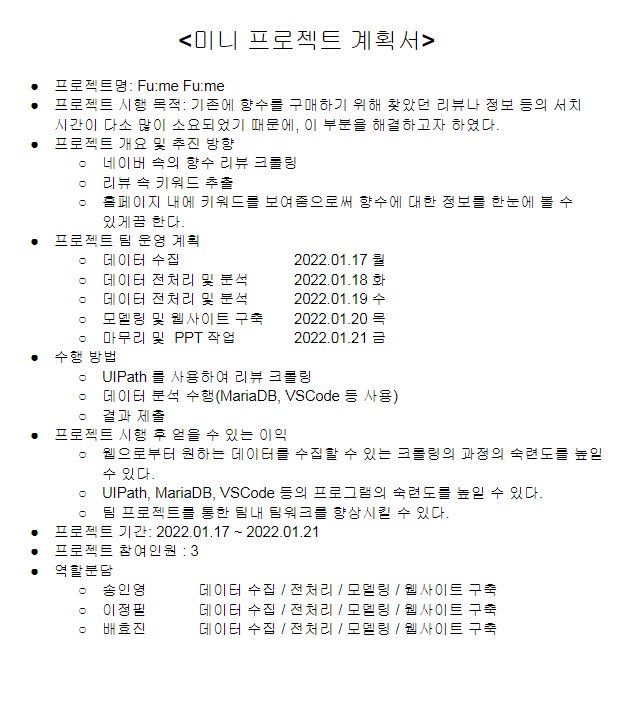 <미니 프로젝트 계획서>
● 프로젝트명: Fu:me Fu:me
● 프로젝트 시행 목적: 기존에 향수를 구매하기 위해 찾았던 리뷰나 정보 등의 서치
시간이 다소 많이 소요되었기 때문에, 이 부분을 해결하고자 하였다.
● 프로젝트 개요 및 추진 방향
○ 네이버 속의 향수 리뷰 크롤링
○ 리뷰 속 키워드 추출
○ 홈페이지 내에 키워드를 보여줌으로써 향수에 대한 정보를 한눈에 볼 수
있게끔 한다.
● 프로젝트 팀 운영 계획
○ 데이터 수집 2022.01.17 월
○ 데이터 전처리 및 분석 2022.01.18 화
○ 데이터 전처리 및 분석 2022.01.19 수
○ 모델링 및 웹사이트 구축 2022.01.20 목
○ 마무리 및 PPT 작업 2022.01.21 금
● 수행 방법
○ UIPath 를 사용하여 리뷰 크롤링
○ 데이터 분석 수행(MariaDB, VSCode 등 사용)
○ 결과 제출
● 프로젝트 시행 후 얻을 수 있는 이익
○ 웹으로부터 원하는 데이터를 수집할 수 있는 크롤링의 과정의 숙련도를 높일
수 있다.
○ UIPath, MariaDB, VSCode 등의 프로그램의 숙련도를 높일 수 있다.
○ 팀 프로젝트를 통한 팀내 팀워크를 향상시킬 수 있다.
● 프로젝트 기간: 2022.01.17 ~ 2022.01.21
● 프로젝트 참여인원 : 3
● 역할분담
○ 송인영 데이터 수집 / 전처리 / 모델링 / 웹사이트 구축
○ 이정필 데이터 수집 / 전처리 / 모델링 / 웹사이트 구축
○ 배효진 데이터 수집 / 전처리 / 모델링 / 웹사이트 구축